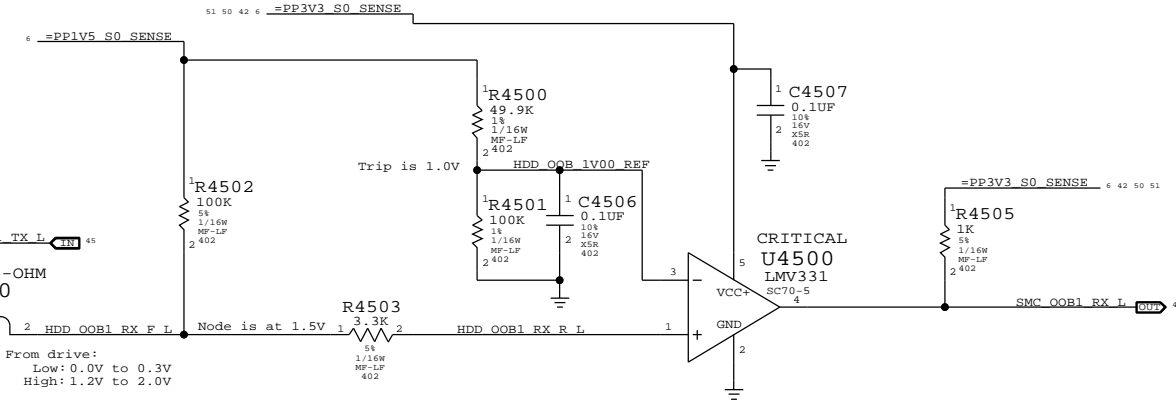 51 50 42 6 =PP3V3_S0_SENSE
6 =PP1V5_S0_SENSE
1
R4500
49.9K
1%
1/16W
MF-LF
402
2
1
C4507
0.1UF
10%
16V
X5R
402
2
Trip is 1.0V
HDD_OOB_1V00_REF
1
R4502
100K
5%
1/16W
MF-LF
402
2
1
R4501
100K
1%
1/16W
MF-LF
402
2
1
C4506
0.1UF
10%
16V
X5R
402
2
=PP3V3_S0_SENSE 6 42 50 51
1
R4505
1K
5%
1/16W
MF-LF
402
2
_TX_L IN 45
-OHM
0
CRITICAL
U4500
LMV331
SC70-5
5
3
VCC+
4
GND
1
2
SMC_OOB1_RX_L OUT
2 HDD_OOB1_RX_F_L
Node is at 1.5V
R4503
1 3.3K 2
5%
1/16W
MF-LF
402
HDD_OOB1_RX_R_L
From drive:
Low: 0.0V to 0.3V
High: 1.2V to 2.0V